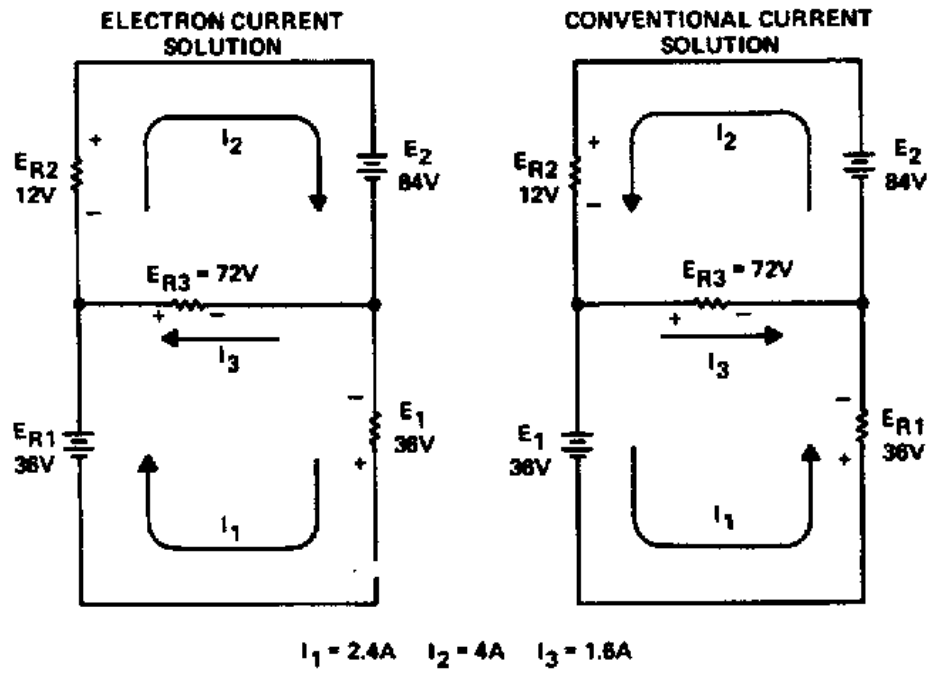 ELECTRON CURRENT
SOLUTION
+
I2
ER2
12V
−
E2
84V
ER3 = 72V
+ −
I3
ER1
36V
−
E1
36V
+
I1
CONVENTIONAL CURRENT
SOLUTION
+
I2
ER2
12V
−
E2
84V
ER3 = 72V
+ −
I3
E1
36V
−
ER1
36V
+
I1
I1 = 2.4A I2 = 4A I3 = 1.6A